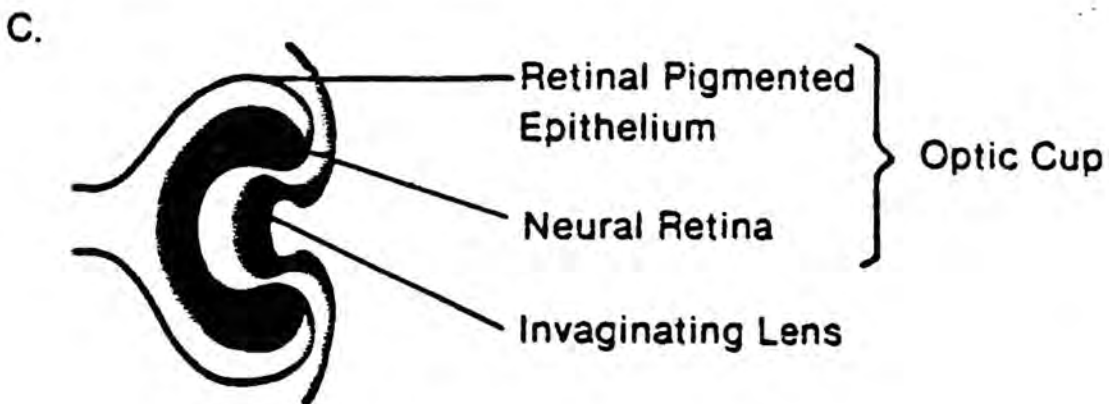 C.
Retinal Pigmented
Epithelium
Optic Cup
Neural Retina
Invaginating Lens